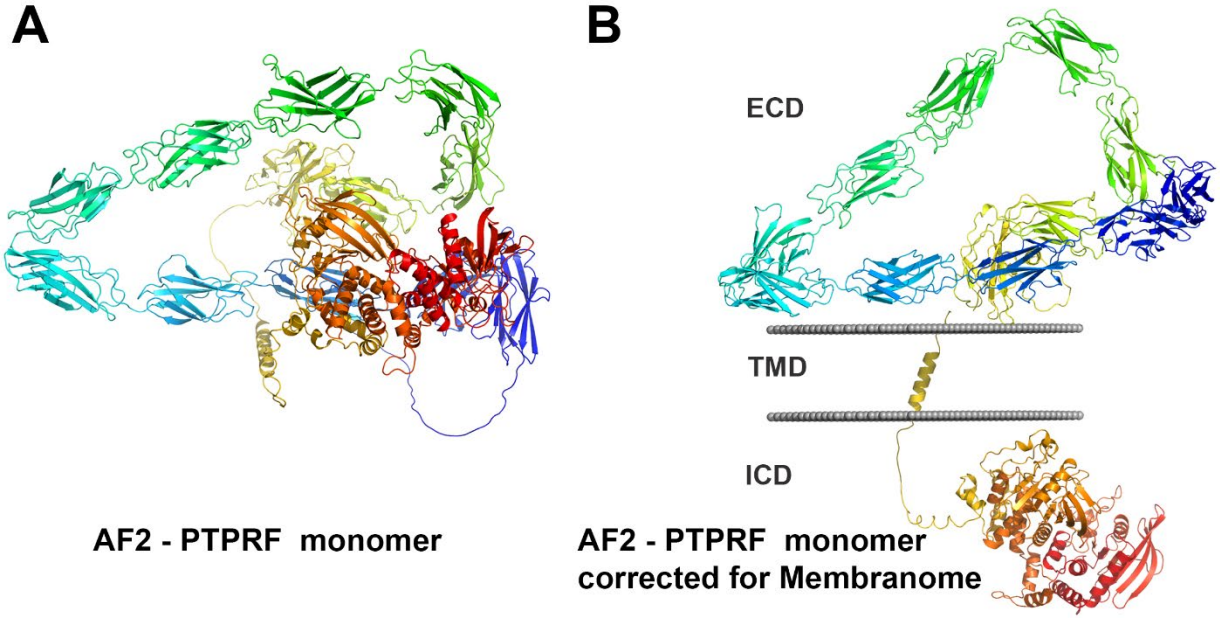 A
B
ECD
TMD
ICD
AF2 - PTPRF monomer
AF2 - PTPRF monomer
corrected for Membranome